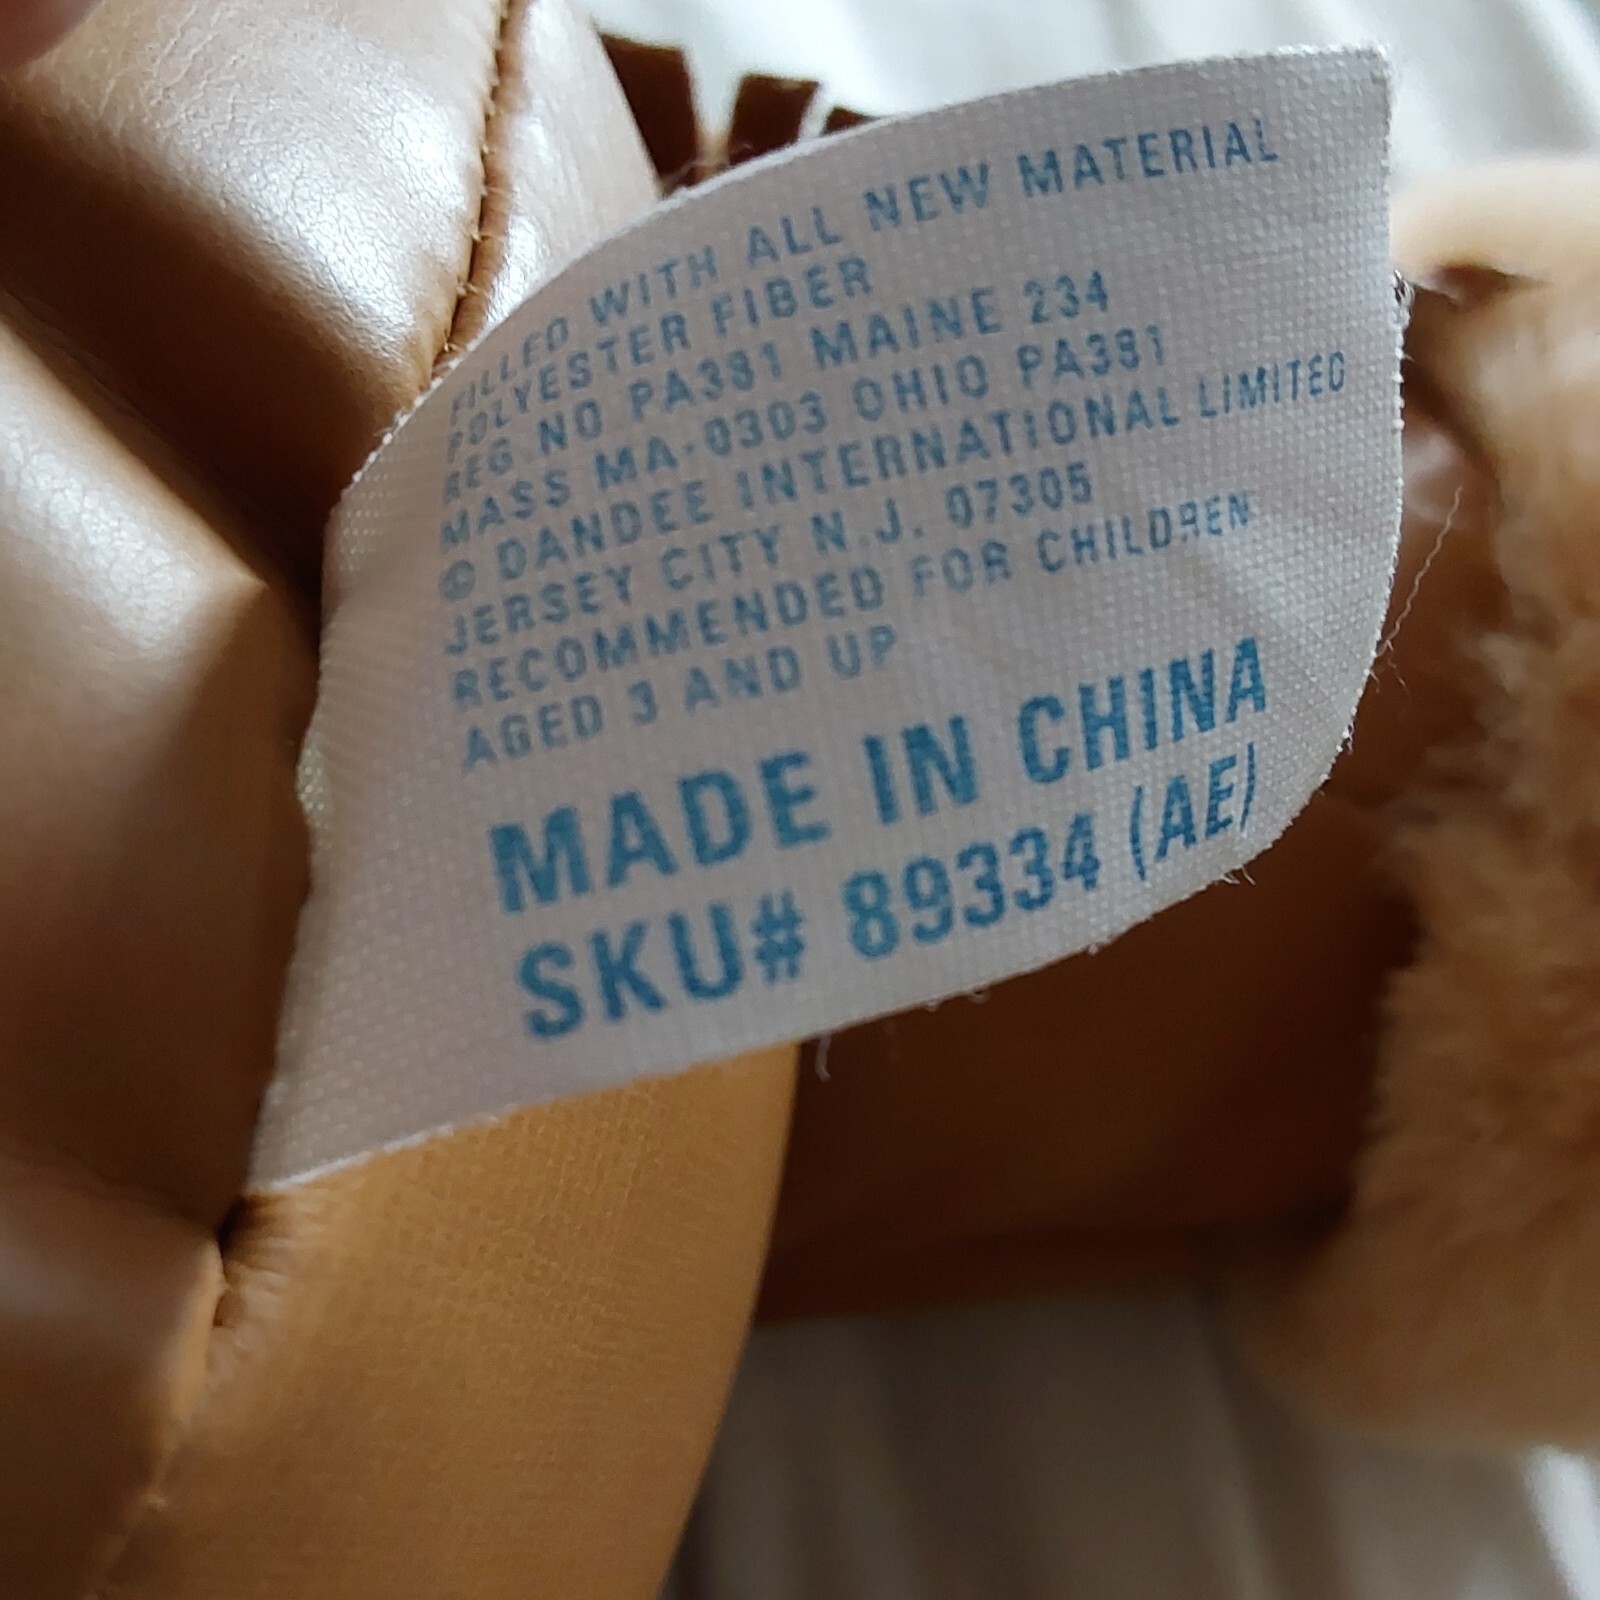 FILLED WITH ALL NEW MATERIAL
POLYESTER FIBER
REG NO PA381 MAINE 234
MASS MA-0303 OHIO PA381
© DANDEE INTERNATIONAL LIMITED
JERSEY CITY N.J. 07305
RECOMMENDED FOR CHILDREN
AGED 3 AND UP
MADE IN CHINA
SKU# 89334 (AE)